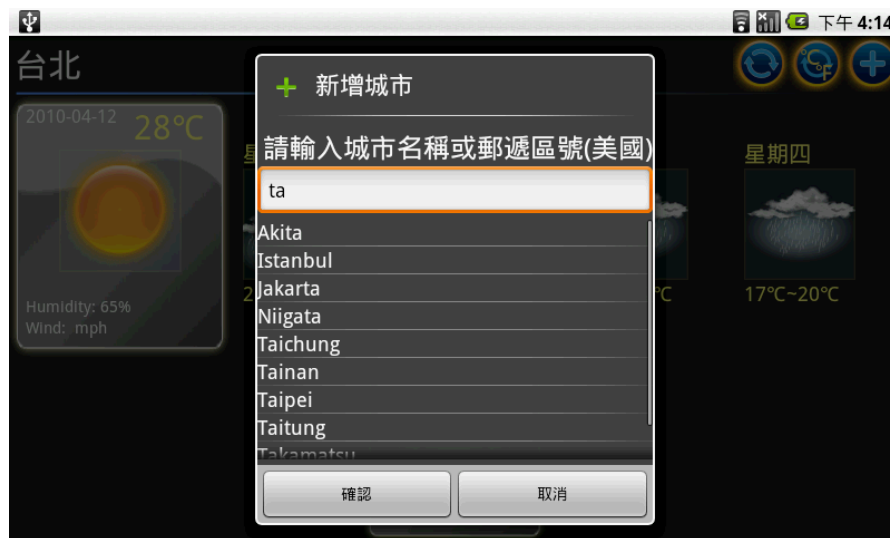 下午 4:14
台北
新增城市
2010-04-12
28°C
請輸入城市名稱或郵遞區號(美國)
星期四
ta
Akita
Istanbul
Jakarta
Niigata
Taichung
Tainan
Taipei
Taitung
Takamatsu
Humidity: 65%
Wind: mph
17°C~20°C
確認
取消